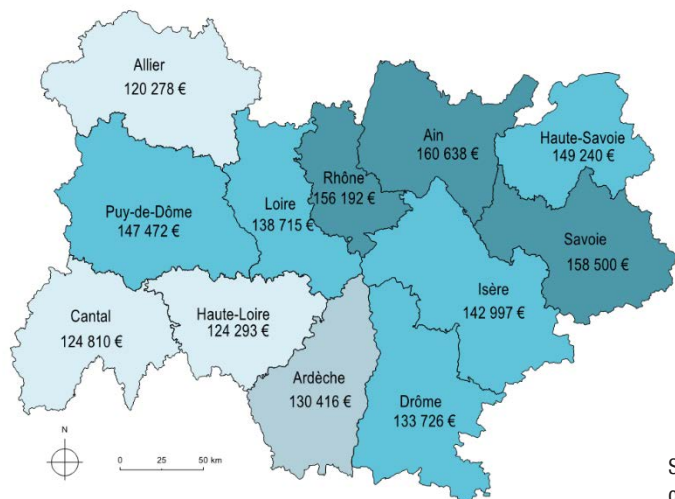 Allier
120 278 €
Ain
160 638 €
Haute-Savoie
149 240 €
Rhône
156 192 €
Loire
138 715 €
Puy-de-Dôme
147 472 €
Savoie
158 500 €
Isère
142 997 €
Cantal
124 810 €
Haute-Loire
124 293 €
Ardèche
130 416 €
Drôme
133 726 €
N
0 25 50 km